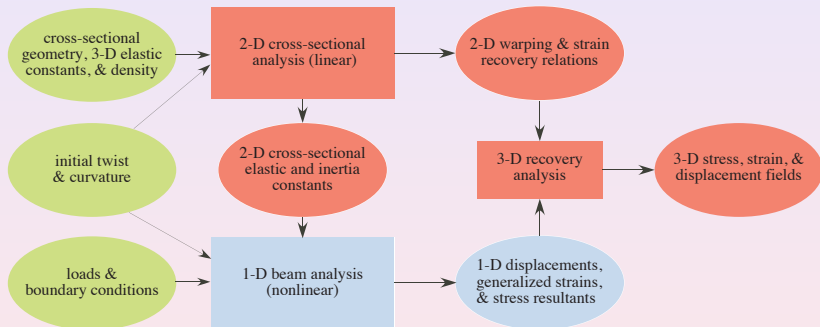 cross-sectional
geometry, 3-D elastic
constants, & density
2-D cross-sectional
analysis (linear)
2-D warping & strain
recovery relations
initial twist
& curvature
2-D cross-sectional
elastic and inertia
constants
3-D recovery
analysis
3-D stress, strain, &
displacement fields
loads &
boundary conditions
1-D beam analysis
(nonlinear)
1-D displacements,
generalized strains,
& stress resultants